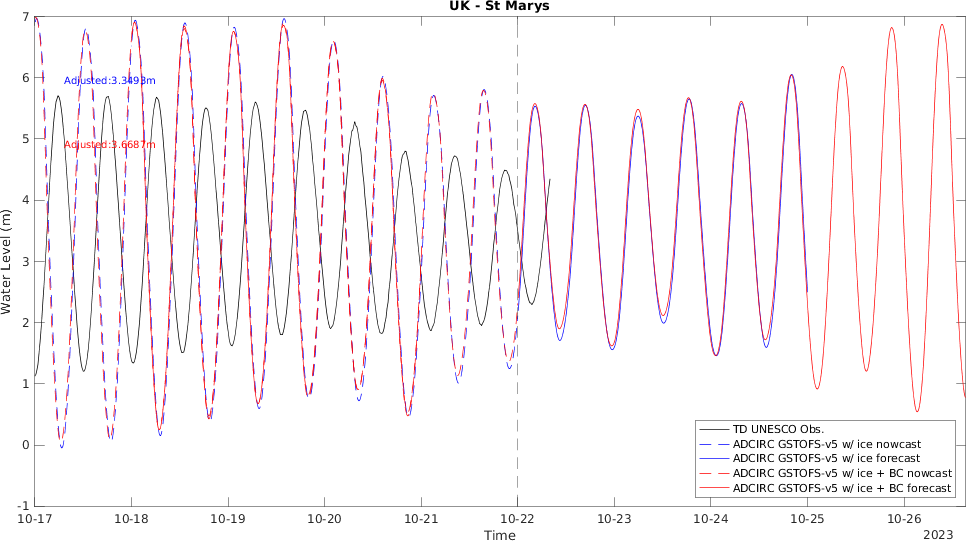 UK - St Marys
7
6
5
4
3
2
1
0
-1
Water Level (m)
Adjusted:3.3493m
Adjusted:3.6687m
TD UNESCO Obs.
ADCIRC GSTOFS-v5 w/ ice nowcast
ADCIRC GSTOFS-v5 w/ ice forecast
ADCIRC GSTOFS-v5 w/ ice + BC nowcast
ADCIRC GSTOFS-v5 w/ ice + BC forecast
10-17 10-18 10-19 10-20 10-21 10-22 10-23 10-24 10-25 10-26
Time
2023